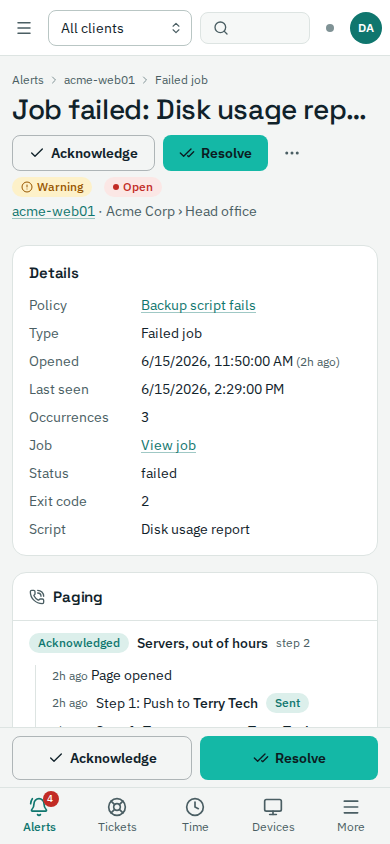 All clients
DA
Alerts > acme-web01 > Failed job
Job failed: Disk usage rep...
Acknowledge
Resolve
Warning
Open
acme-web01 · Acme Corp › Head office
Details
Policy Backup script fails
Type Failed job
Opened 6/15/2026, 11:50:00 AM (2h ago)
Last seen 6/15/2026, 2:29:00 PM
Occurrences 3
Job View job
Status failed
Exit code 2
Script Disk usage report
Paging
Acknowledged Servers, out of hours step 2
2h ago Page opened
2h ago Step 1: Push to Terry Tech Sent
Acknowledge
Resolve
4
Alerts
Tickets
Time
Devices
More